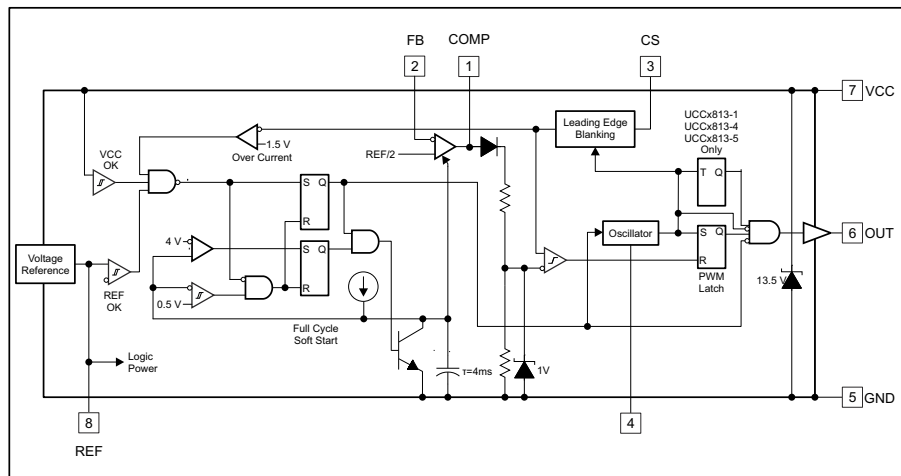 FB
COMP
CS
2
1
3
7 VCC
UCCx813-1
UCCx813-4
UCCx813-5
Only
Leading Edge
Blanking
1.5 V
Over Current
REF/2
VCC
OK
T Q
S Q
R
4 V
S Q
R
Oscillator
S Q
R
PWM
Latch
6 OUT
Voltage
Reference
REF
OK
0.5 V
13.5 V
Full Cycle
Soft Start
Logic
Power
τ=4ms
1V
5 GND
8
4
REF